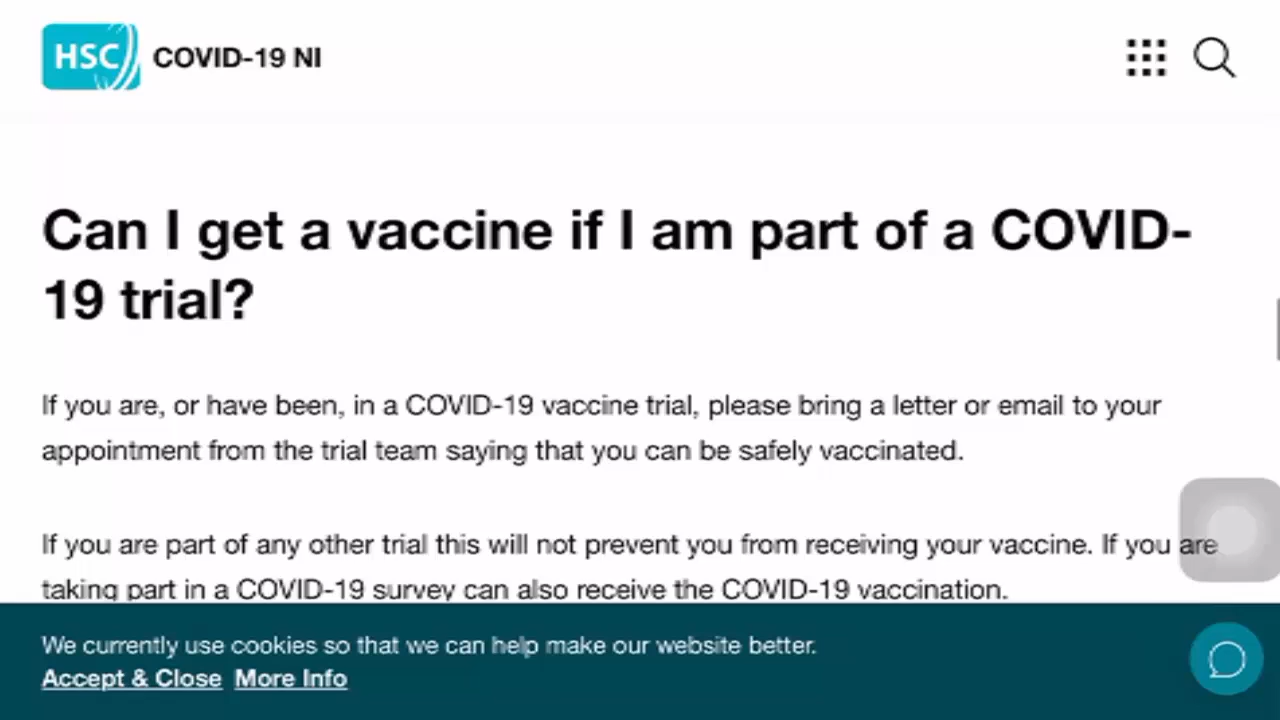 HSC COVID-19 NI
Can I get a vaccine if I am part of a COVID-
19 trial?
If you are, or have been, in a COVID-19 vaccine trial, please bring a letter or email to your
appointment from the trial team saying that you can be safely vaccinated.
If you are part of any other trial this will not prevent you from receiving your vaccine. If you are
taking part in a COVID-19 survey can also receive the COVID-19 vaccination.
We currently use cookies so that we can help make our website better.
Accept & Close More Info